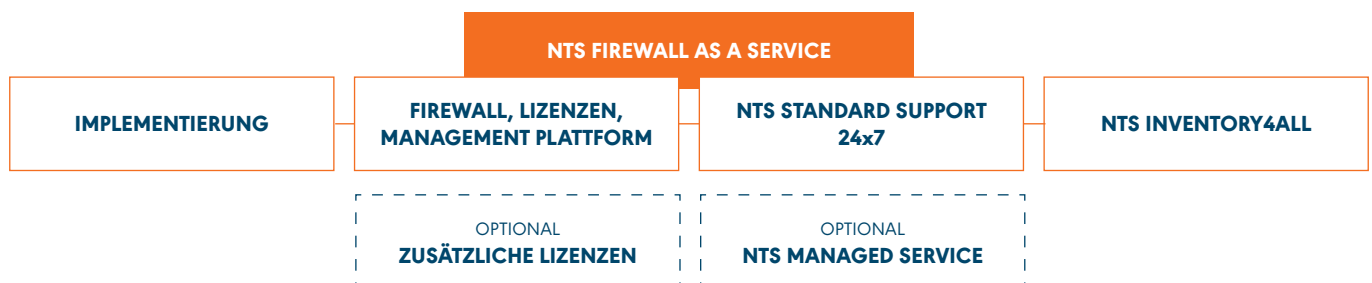 NTS FIREWALL AS A SERVICE
IMPLEMENTIERUNG
FIREWALL, LIZENZEN,
MANAGEMENT PLATTFORM
NTS STANDARD SUPPORT
24x7
NTS INVENTORY4ALL
OPTIONAL
ZUSÄTZLICHE LIZENZEN
OPTIONAL
NTS MANAGED SERVICE